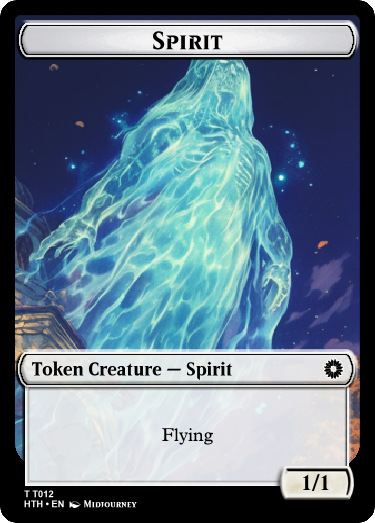 Spirit
Token Creature — Spirit
Flying
1/1
T T012
HTH • EN Midjourney